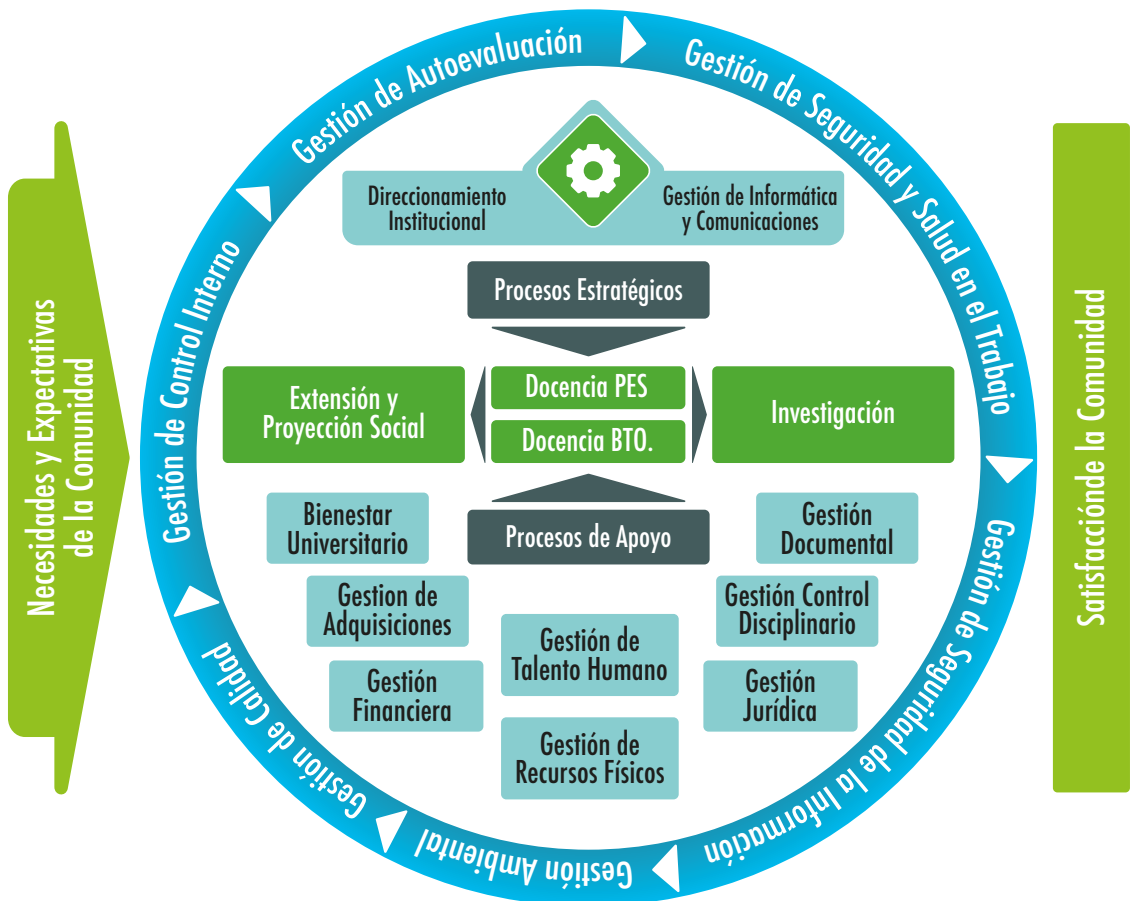 Gestión de Autoevaluación
Gestión de Seguridad y Salud en el Trabajo
Gestión de Seguridad de la Información
Gestión Ambiental
Gestión de Calidad
Gestión de Control Interno
Necesidades y Expectativas
de la Comunidad
Direccionamiento
Institucional
Gestión de Informática
y Comunicaciones
Procesos Estratégicos
Extensión y
Proyección Social
Docencia PES
Docencia BTO.
Investigación
Procesos de Apoyo
Bienestar
Universitario
Gestion de
Adquisiciones
Gestión
Financiera
Gestión de
Talento Humano
Gestión de
Recursos Físicos
Gestión
Documental
Gestión Control
Disciplinario
Gestión
Jurídica
Satisfacciónde la Comunidad